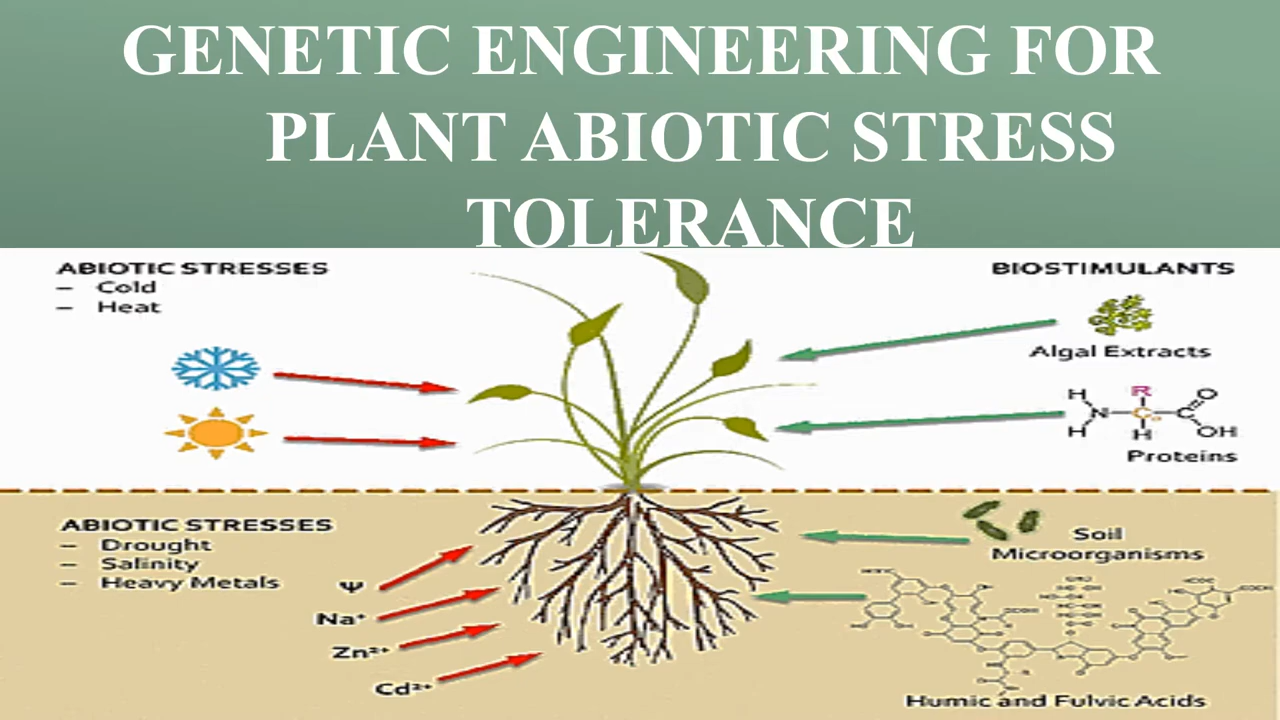 GENETIC ENGINEERING FOR
PLANT ABIOTIC STRESS
TOLERANCE
ABIOTIC STRESSES
– Cold
– Heat
BIOSTIMULANTS
Algal Extracts
H
R
O
N
C
C
H
H
OH
Proteins
ABIOTIC STRESSES
– Drought
– Salinity
– Heavy Metals
Ψ
Na⁺
Zn²⁺
Cd²⁺
Soil
Microorganisms
Humic and Fulvic Acids